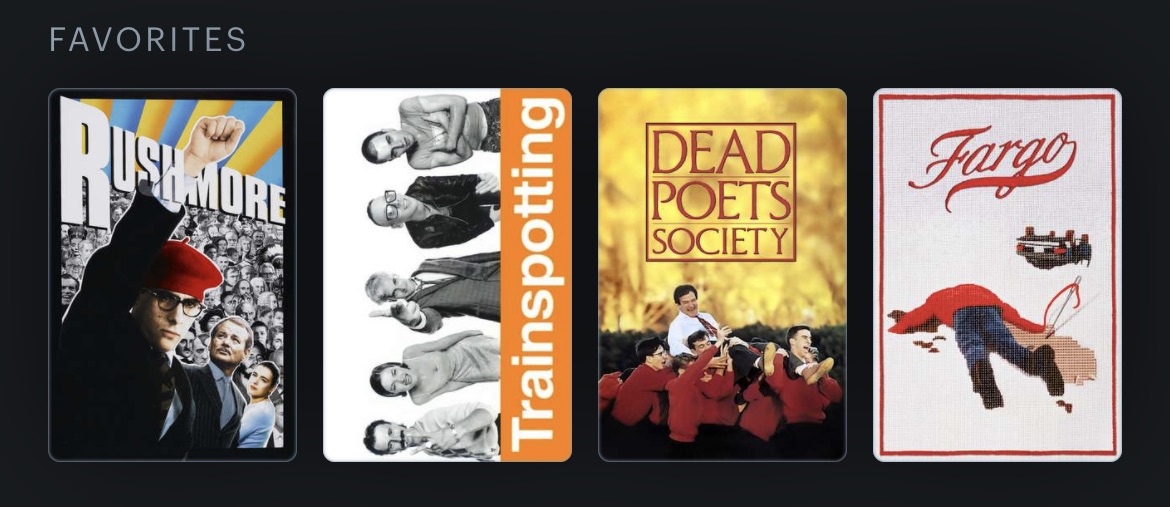 FAVORITES
RUSHMORE
Trainspotting
DEAD
POETS
SOCIETY
Fargo